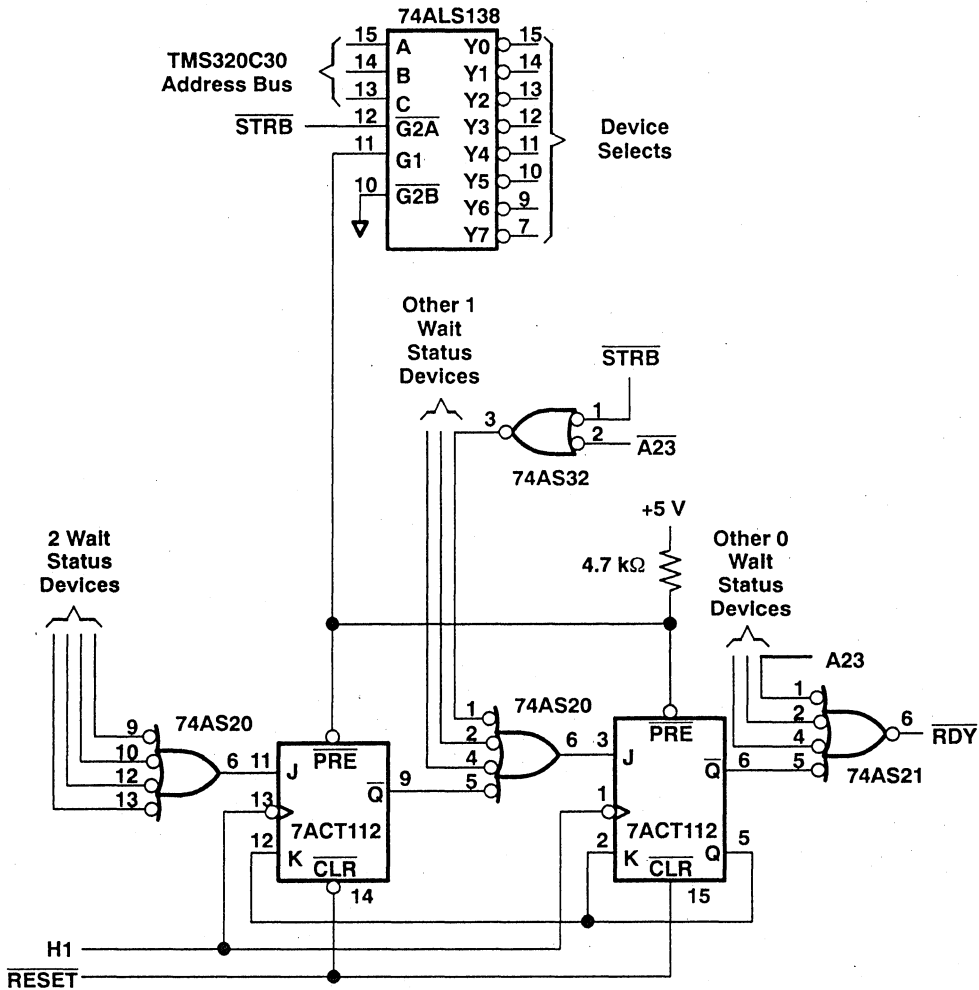 74ALS138
TMS320C30
Address Bus
15 A Y0 15
14 B Y1 14
13 C Y2 13
STRB 12 G2A Y3 12
11 G1 Y4 11
10 G2B Y5 10
Y6 9
Y7 7
Device
Selects
Other 1
Wait
Status
Devices
STRB
3 1
2 A23
74AS32
+5 V
4.7 kΩ
2 Wait
Status
Devices
Other 0
Wait
Status
Devices
A23
74AS20
9
10
12
13
6 11 J
PRE
Q 9
13
7ACT112
12 K
CLR
14
74AS20
1
2
4
5
6 3 J
PRE
Q 6
1
7ACT112
2 K
Q 5
CLR
15
1
2
4
5
6 RDY
74AS21
H1
RESET